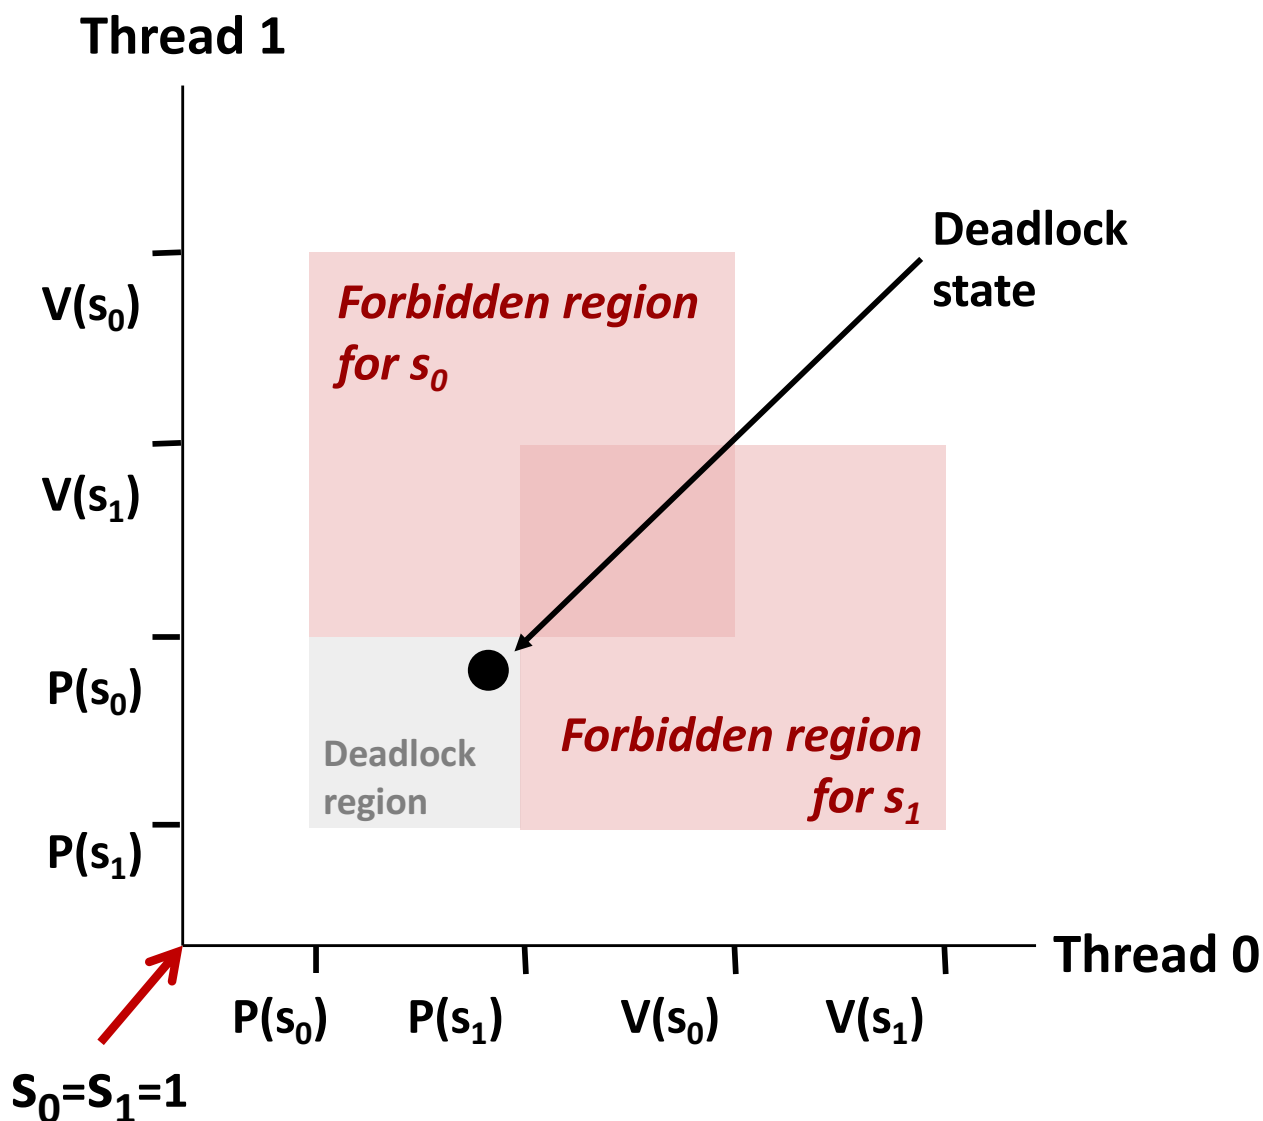 Thread 1
Deadlock
state
V(s₀)
Forbidden region
for s₀
V(s₁)
P(s₀)
Deadlock
region
Forbidden region
for s₁
P(s₁)
Thread 0
P(s₀) P(s₁) V(s₀) V(s₁)
s₀=s₁=1